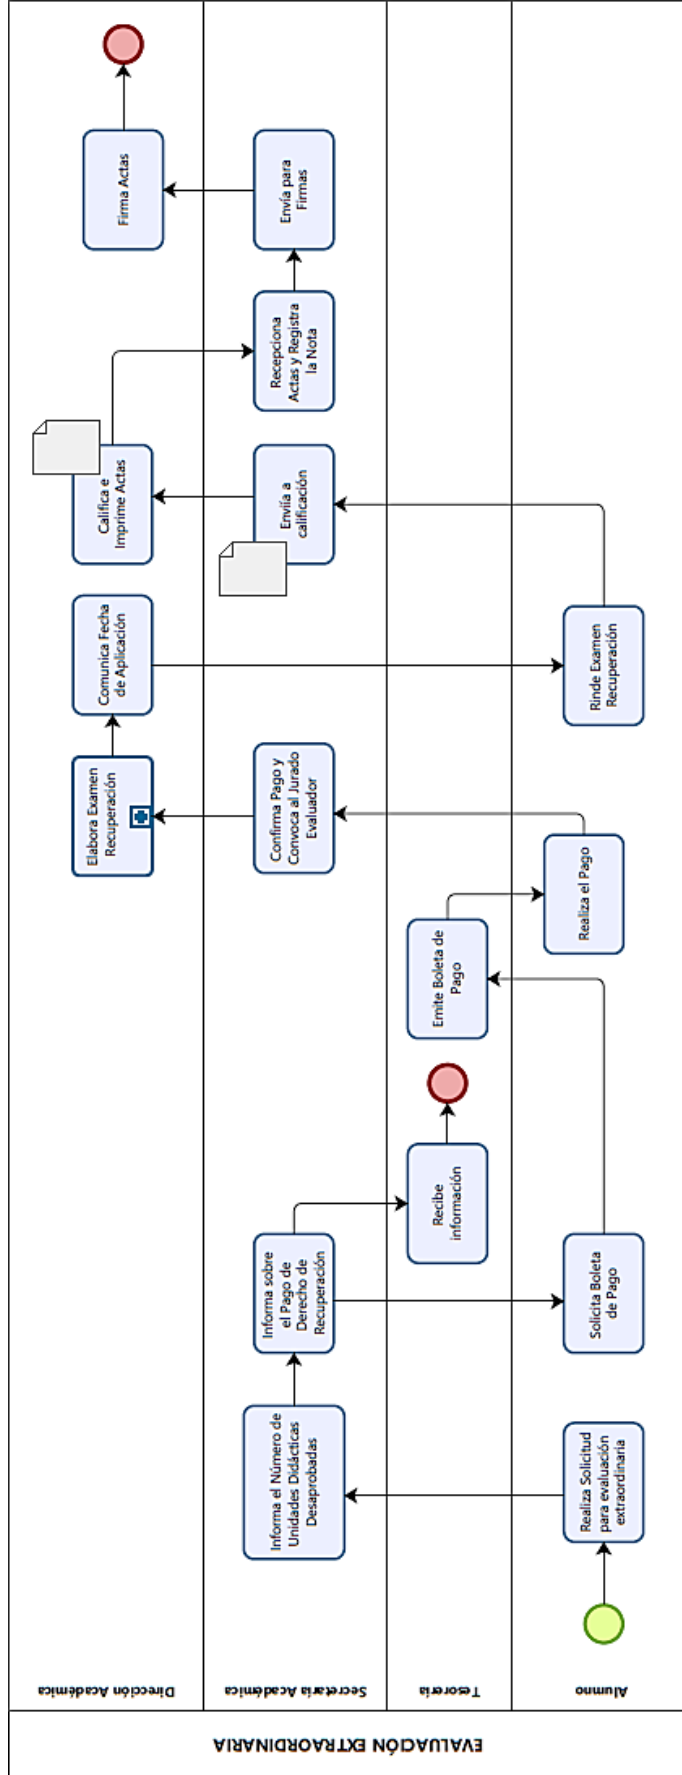 EVALUACIÓN EXTRAORDINARIA
Dirección Académica
Secretaria Académica
Tesorería
Alumno
Realiza Solicitud
para evaluación
extraordinaria
Informa el Número de
Unidades Didácticas
Desaprobadas
Informa sobre
el Pago de
Derecho de
Recuperación
Recibe
información
Solicita Boleta
de Pago
Emite Boleta de
Pago
Realiza el Pago
Confirma Pago y
Convoca al Jurado
Evaluador
Elabora Examen
Recuperación
Comunica Fecha
de Aplicación
Rinde Examen
Recuperación
Envíia a
calificación
Califica e
Imprime Actas
Recepciona
Actas y Registra
la Nota
Envía para
Firmas
Firma Actas